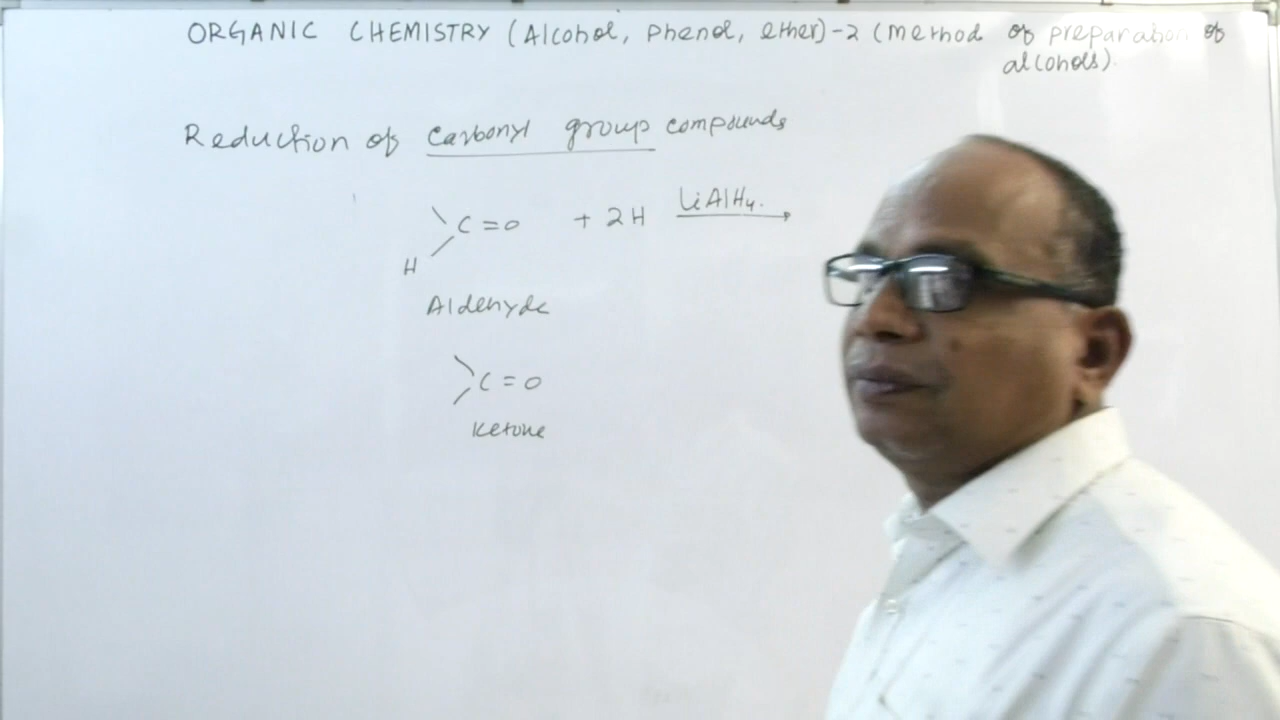 ORGANIC CHEMISTRY (Alcohol, Phenol, ether)-2 (method of preparation of
alcohols).
Reduction of carbonyl group compounds
C=O + 2H LiAlH4.
H
Aldehyde
C=O
Ketone